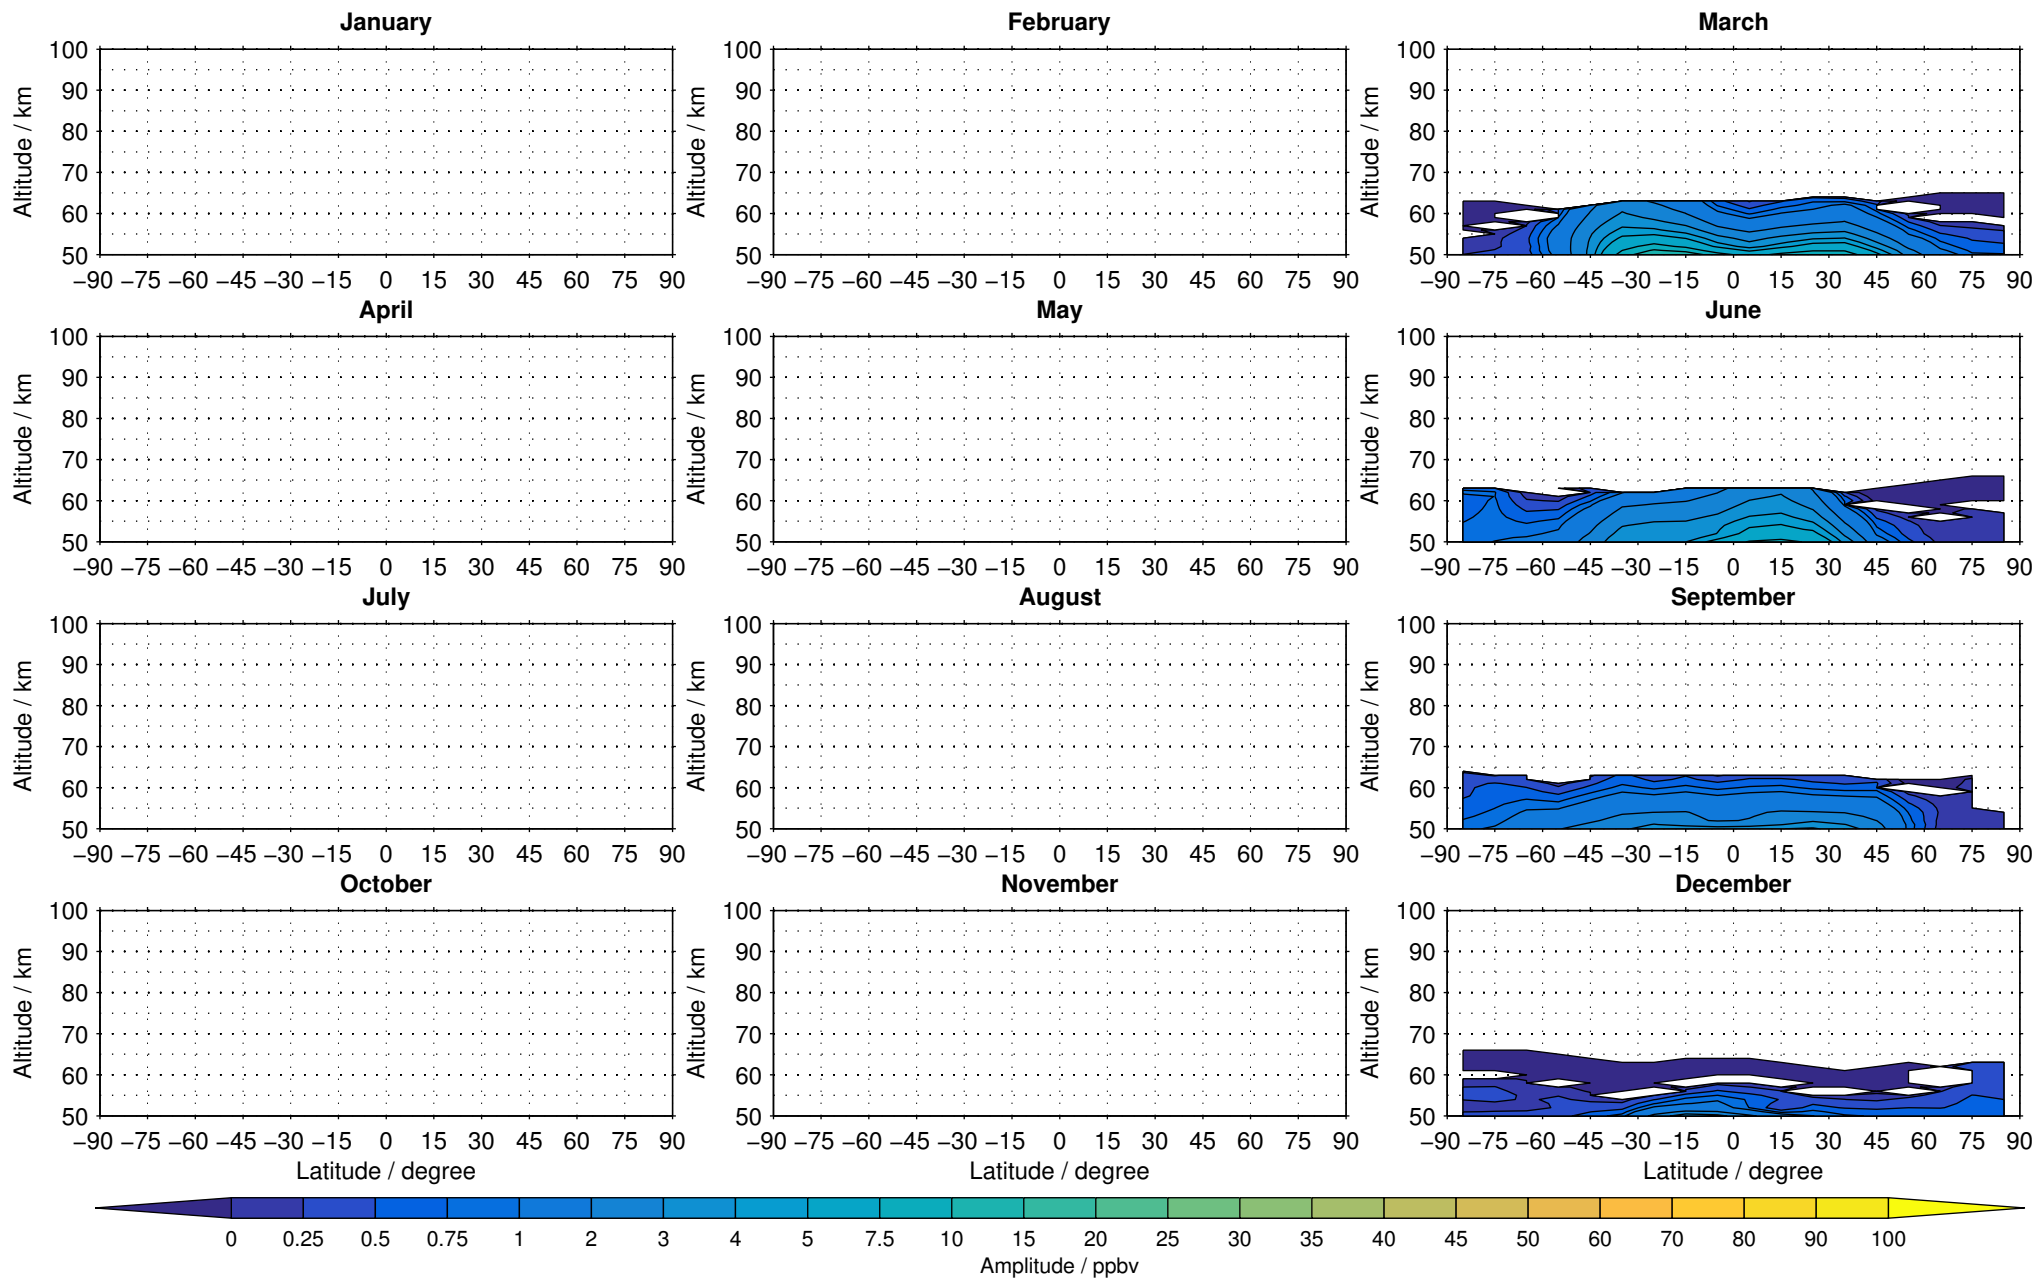 January February March
100 100 100
90 90 90
80 80 80
70 70 70
60 60 60
50 50 50
Altitude / km Altitude / km Altitude / km
−90 −75 −60 −45 −30 −15 0 15 30 45 60 75 90 −90 −75 −60 −45 −30 −15 0 15 30 45 60 75 90 −90 −75 −60 −45 −30 −15 0 15 30 45 60 75 90
April May June
100 100 100
90 90 90
80 80 80
70 70 70
60 60 60
50 50 50
Altitude / km Altitude / km Altitude / km
−90 −75 −60 −45 −30 −15 0 15 30 45 60 75 90 −90 −75 −60 −45 −30 −15 0 15 30 45 60 75 90 −90 −75 −60 −45 −30 −15 0 15 30 45 60 75 90
July August September
100 100 100
90 90 90
80 80 80
70 70 70
60 60 60
50 50 50
Altitude / km Altitude / km Altitude / km
−90 −75 −60 −45 −30 −15 0 15 30 45 60 75 90 −90 −75 −60 −45 −30 −15 0 15 30 45 60 75 90 −90 −75 −60 −45 −30 −15 0 15 30 45 60 75 90
October November December
100 100 100
90 90 90
80 80 80
70 70 70
60 60 60
50 50 50
Altitude / km Altitude / km Altitude / km
−90 −75 −60 −45 −30 −15 0 15 30 45 60 75 90 −90 −75 −60 −45 −30 −15 0 15 30 45 60 75 90 −90 −75 −60 −45 −30 −15 0 15 30 45 60 75 90
Latitude / degree Latitude / degree Latitude / degree
0 0.25 0.5 0.75 1 2 3 4 5 7.5 10 15 20 25 30 35 40 45 50 60 70 80 90 100
Amplitude / ppbv